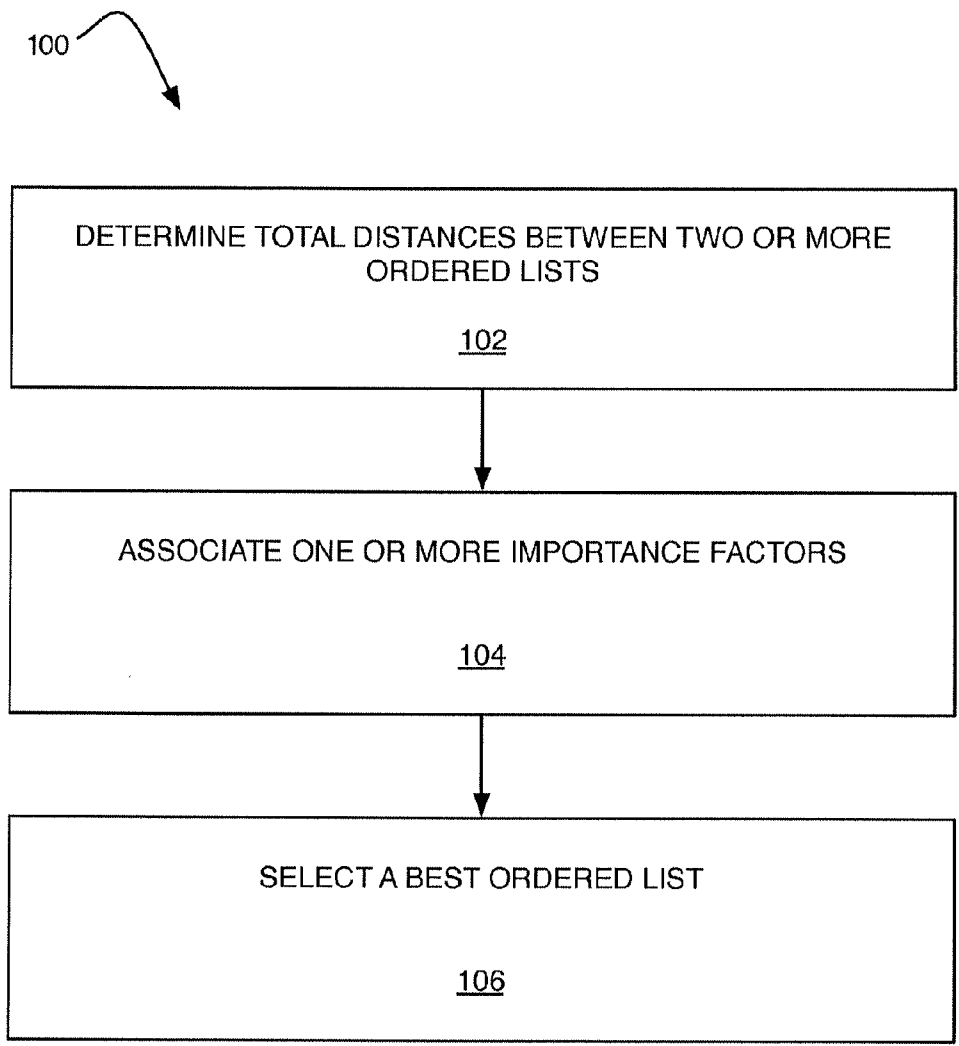 100
DETERMINE TOTAL DISTANCES BETWEEN TWO OR MORE
ORDERED LISTS
102
ASSOCIATE ONE OR MORE IMPORTANCE FACTORS
104
SELECT A BEST ORDERED LIST
106